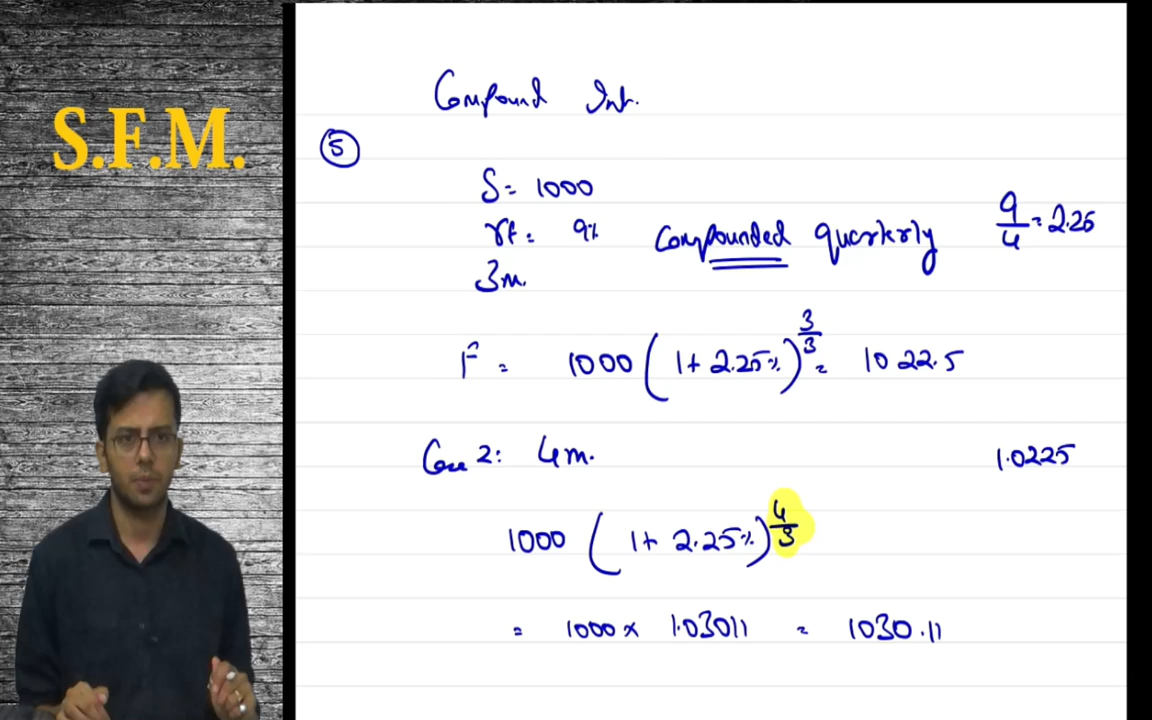 S.F.M.
Compound Int.
5
S = 1000
rf = 9%
Compounded quarterly
9/4 = 2.25
3m.
F = 1000 (1 + 2.25%)^3/3 = 1022.5
Case 2: 4m.
1.0225
1000 (1 + 2.25%)^4/3
= 1000 x 1.03011 = 1030.11